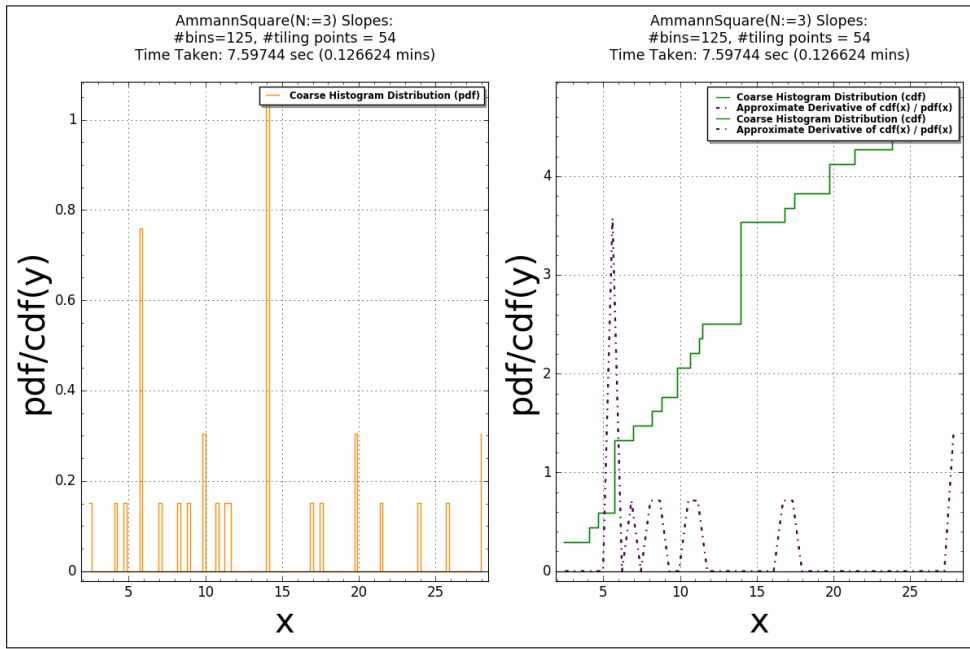 AmmannSquare(N:=3) Slopes:
#bins=125, #tiling points = 54
Time Taken: 7.59744 sec (0.126624 mins)
Coarse Histogram Distribution (pdf)
1
0.8
0.6
0.4
0.2
0
5
10
15
20
25
pdf/cdf(y)
x
AmmannSquare(N:=3) Slopes:
#bins=125, #tiling points = 54
Time Taken: 7.59744 sec (0.126624 mins)
Coarse Histogram Distribution (cdf)
Approximate Derivative of cdf(x) / pdf(x)
Coarse Histogram Distribution (cdf)
Approximate Derivative of cdf(x) / pdf(x)
4
3
2
1
0
5
10
15
20
25
pdf/cdf(y)
x